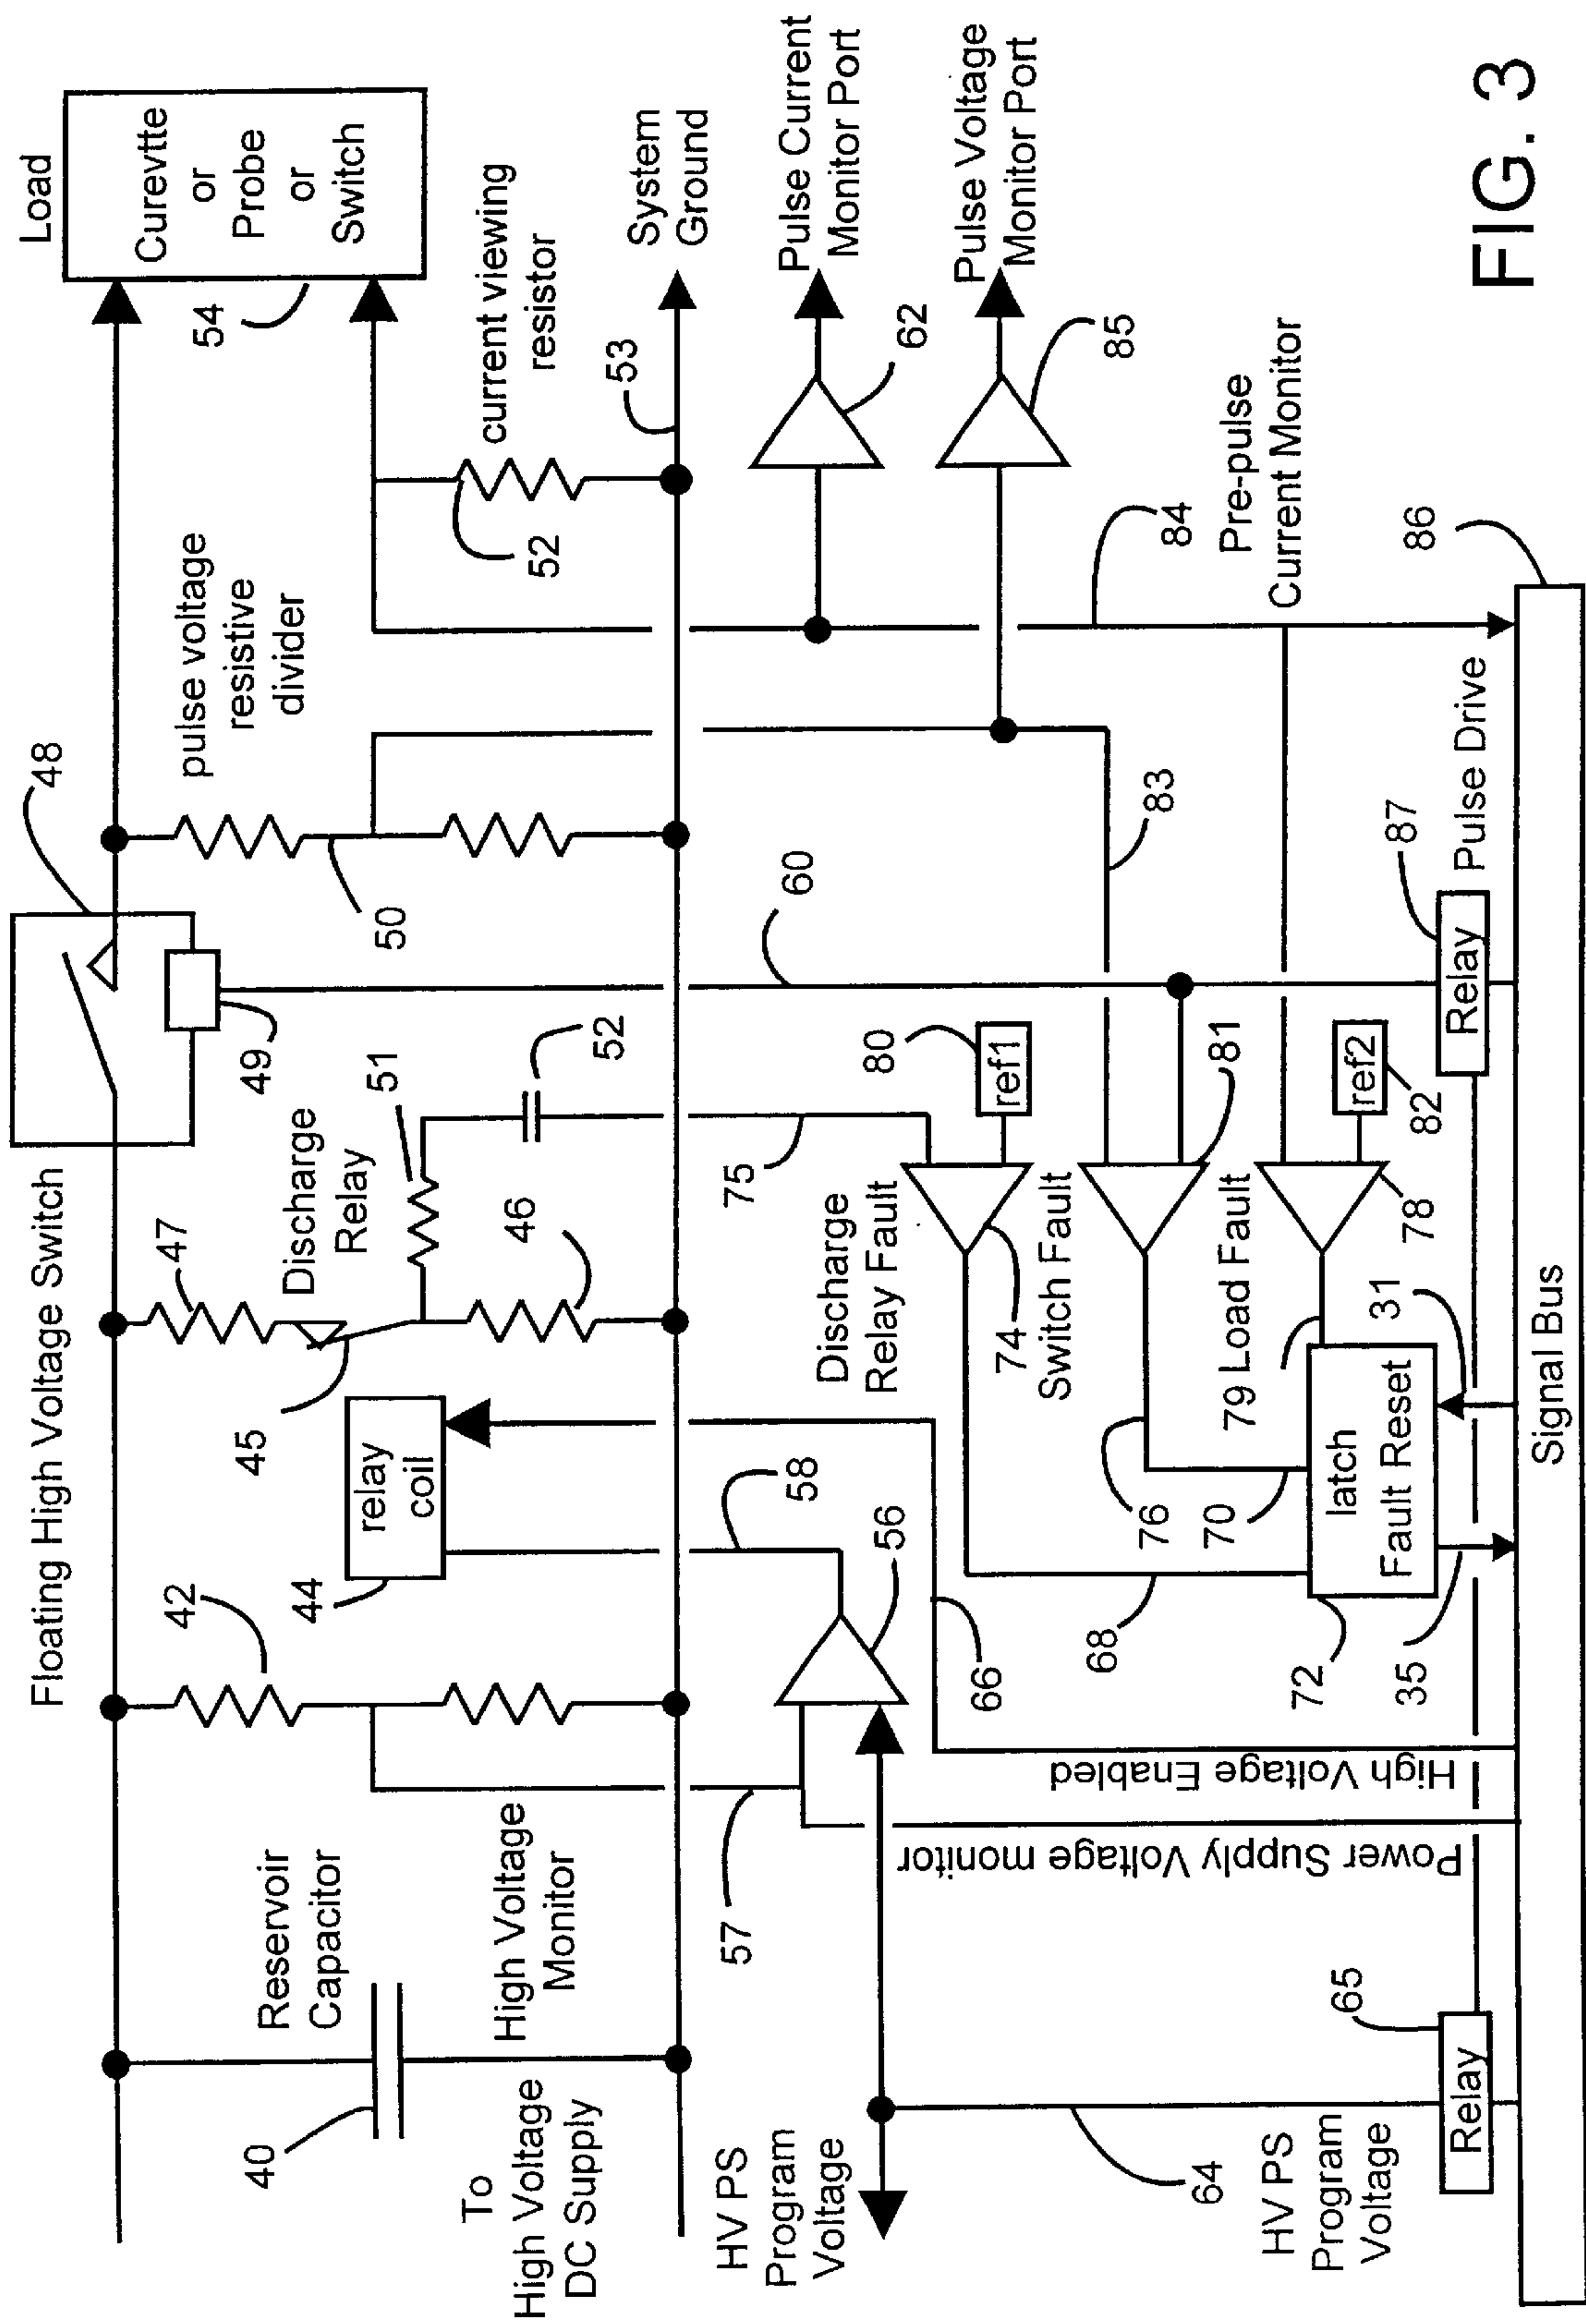 Floating High Voltage Switch
48
Load
Curevtte
or
Probe
or
Switch
54
pulse voltage
resistive
divider
50
49
47
Discharge
Relay
51
52
45
46
42
44
relay
coil
Reservoir
Capacitor
40
High Voltage
Monitor
To
High Voltage
DC Supply
current viewing
resistor
52
53
System
Ground
Pulse Current
Monitor Port
62
Pulse Voltage
Monitor Port
85
HV PS
Program
Voltage
57
58
56
66
Discharge
Relay Fault
74
75
80
ref1
60
83
84
Pre-pulse
Current Monitor
Switch Fault
81
76
70
68
79 Load Fault
78
ref2
82
31
latch
Fault Reset
72
35
High Voltage Enabled
Power Supply Voltage monitor
64
HV PS
Program
Voltage
65
Relay
87
Relay
Pulse Drive
86
Signal Bus
FIG. 3